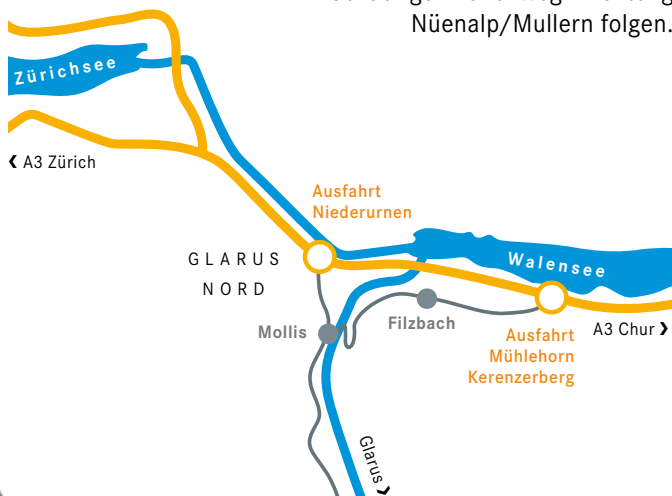 Nüenalp/Mullern folgen.
Zürichsee
❮ A3 Zürich
Ausfahrt
Niederurnen
GLARUS
NORD
Walensee
Mollis
Filzbach
Ausfahrt
Mühlehorn
Kerenzerberg
A3 Chur ❯
Glarus ❯